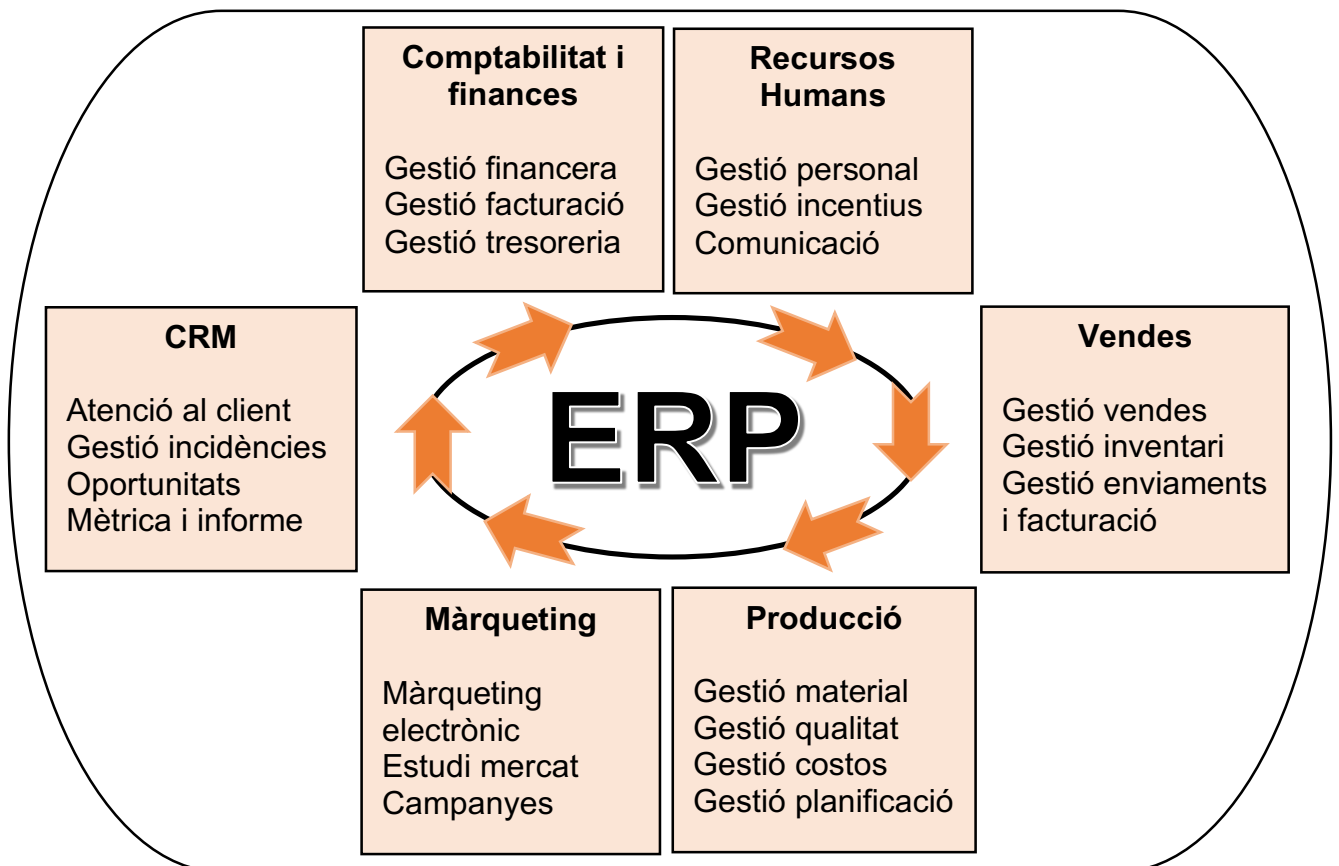 Comptabilitat i
finances
Gestió financera
Gestió facturació
Gestió tresoreria
Recursos
Humans
Gestió personal
Gestió incentius
Comunicació
CRM
Atenció al client
Gestió incidències
Oportunitats
Mètrica i informe
ERP
Vendes
Gestió vendes
Gestió inventari
Gestió enviaments
i facturació
Màrqueting
Màrqueting
electrònic
Estudi mercat
Campanyes
Producció
Gestió material
Gestió qualitat
Gestió costos
Gestió planificació